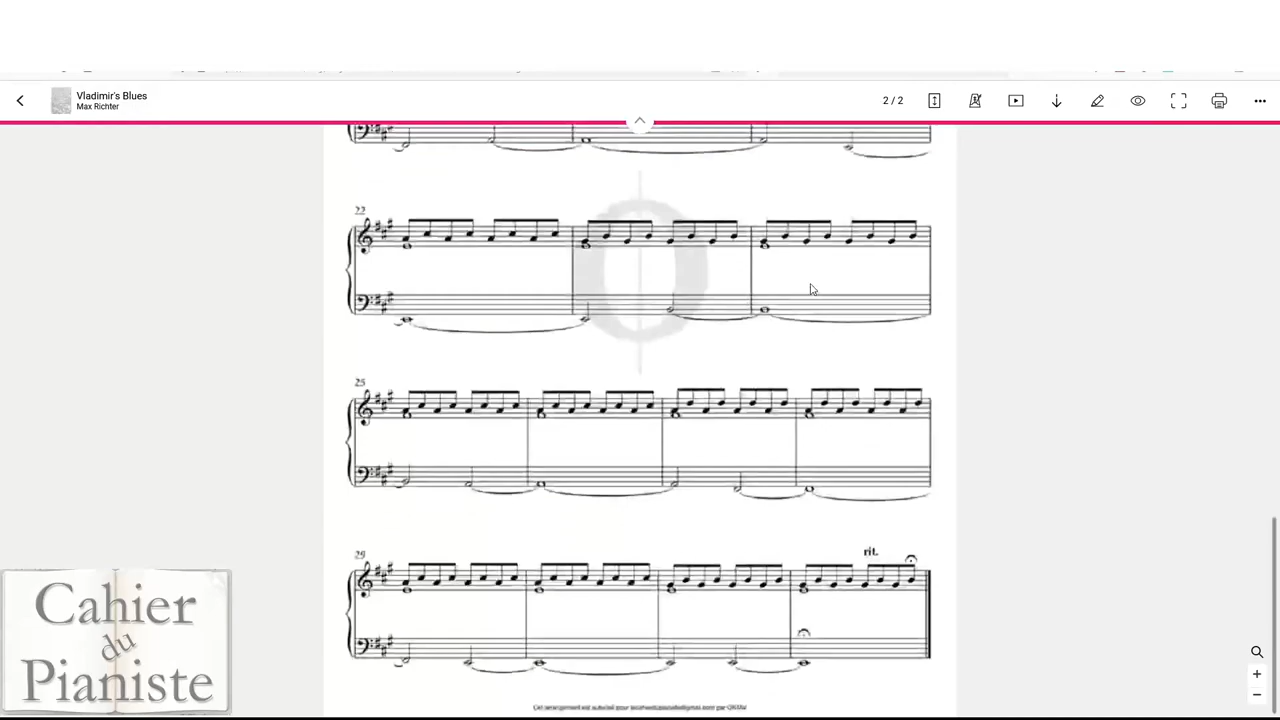 Vladimir's Blues
Max Richter
2 / 2
22
25
29
rit.
Cahier
du
Pianiste